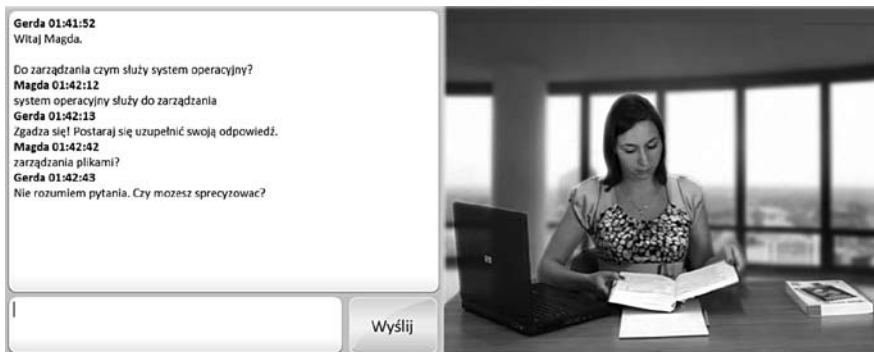 Gerda 01:41:52
Witaj Magda.
Do zarządzania czym służy system operacyjny?
Magda 01:42:12
system operacyjny służy do zarządzania
Gerda 01:42:13
Zgadza się! Postaraj się uzupełnić swoją odpowiedź.
Magda 01:42:42
zarządzania plikami?
Gerda 01:42:43
Nie rozumiem pytania. Czy mozesz sprecyzowac?
Wyślij